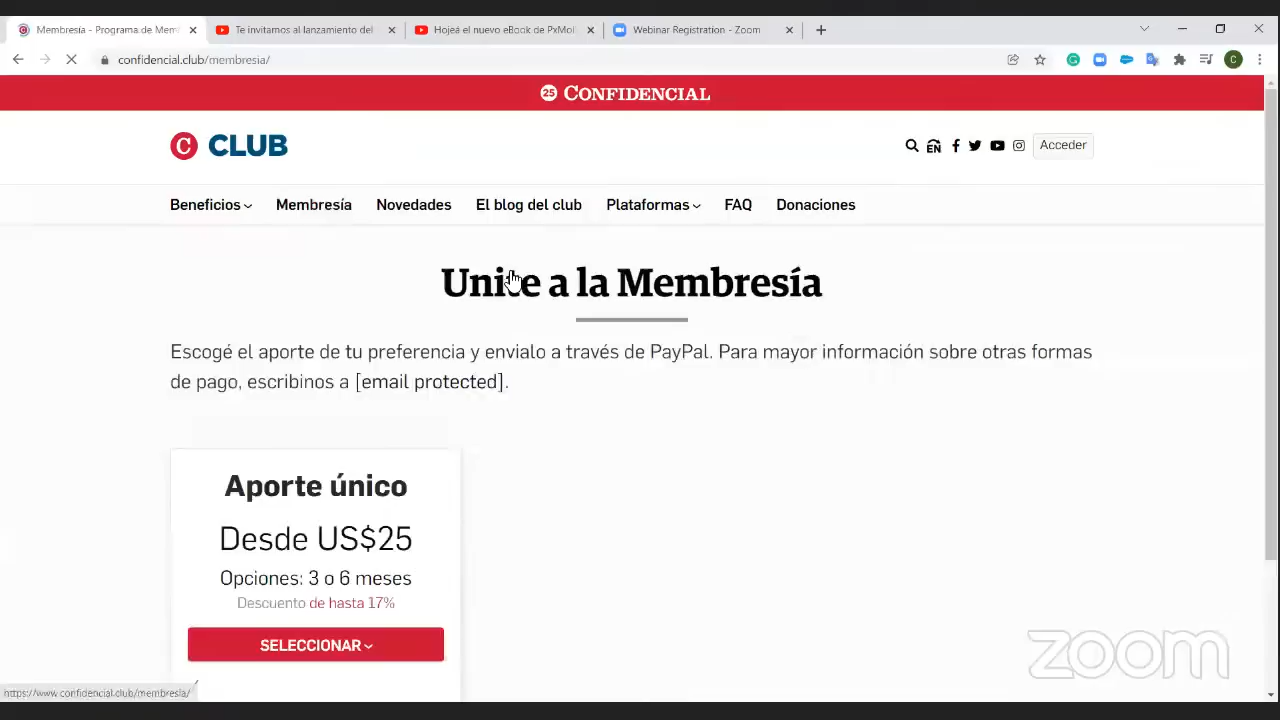 Membresía - Programa de Mem
Te invitamos al lanzamiento del
Hojeá el nuevo eBook de PxMol
Webinar Registration - Zoom
confidencial.club/membresia/
C
25 CONFIDENCIAL
C CLUB
EN
Acceder
Beneficios
Membresía
Novedades
El blog del club
Plataformas
FAQ
Donaciones
Unite a la Membresía
Escogé el aporte de tu preferencia y envialo a través de PayPal. Para mayor información sobre otras formas
de pago, escribinos a [email protected].
Aporte único
Desde US$25
Opciones: 3 o 6 meses
Descuento de hasta 17%
SELECCIONAR
zoom
https://www.confidencial.club/membresia/